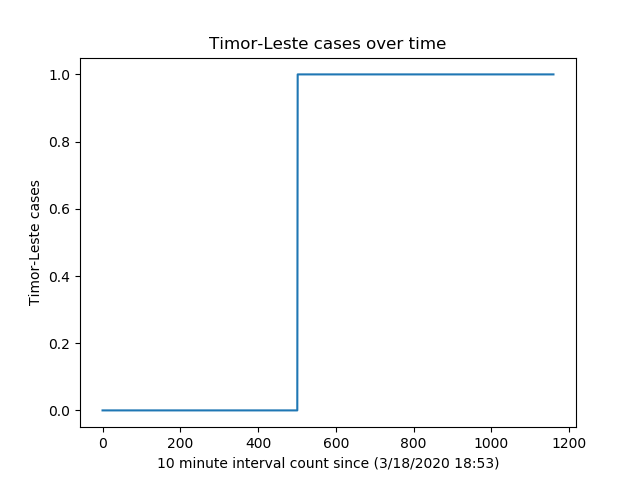 Timor-Leste cases over time
1.0
0.8
0.6
0.4
0.2
0.0
Timor-Leste cases
0 200 400 600 800 1000 1200
10 minute interval count since (3/18/2020 18:53)